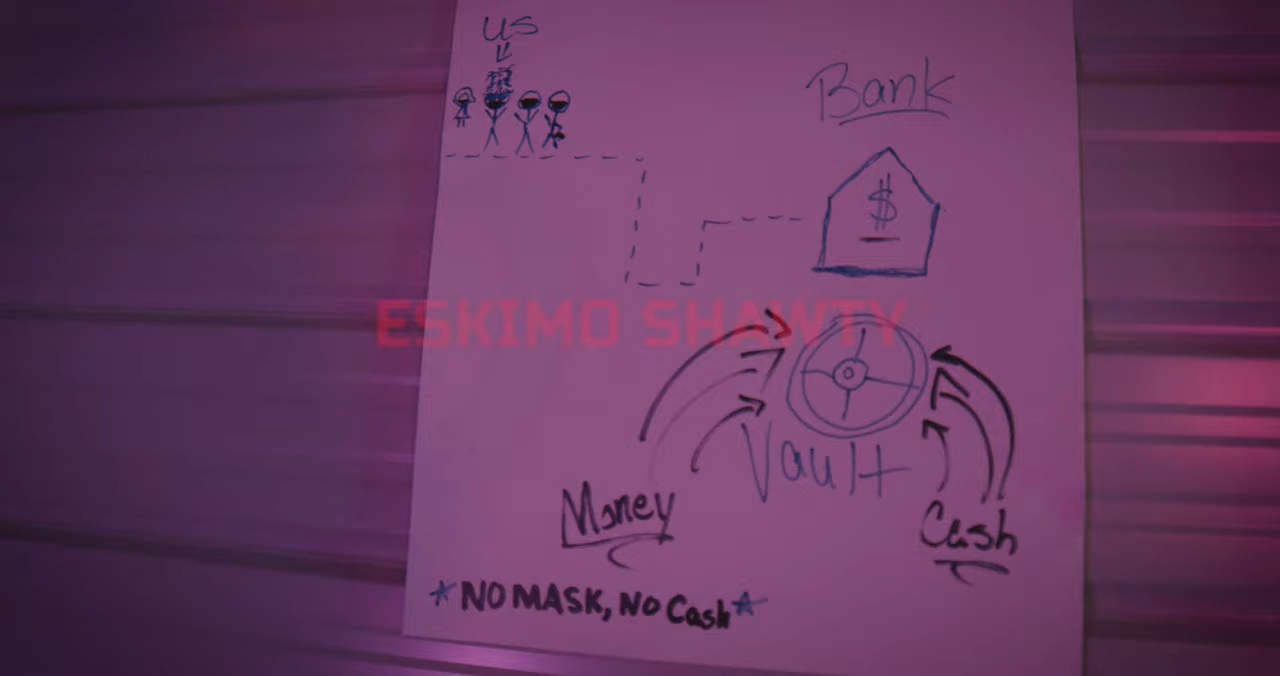 us
Bank
$
ESKIMO SHAWTY
Vault
Money
Cash
*NO MASK, NO Cash*